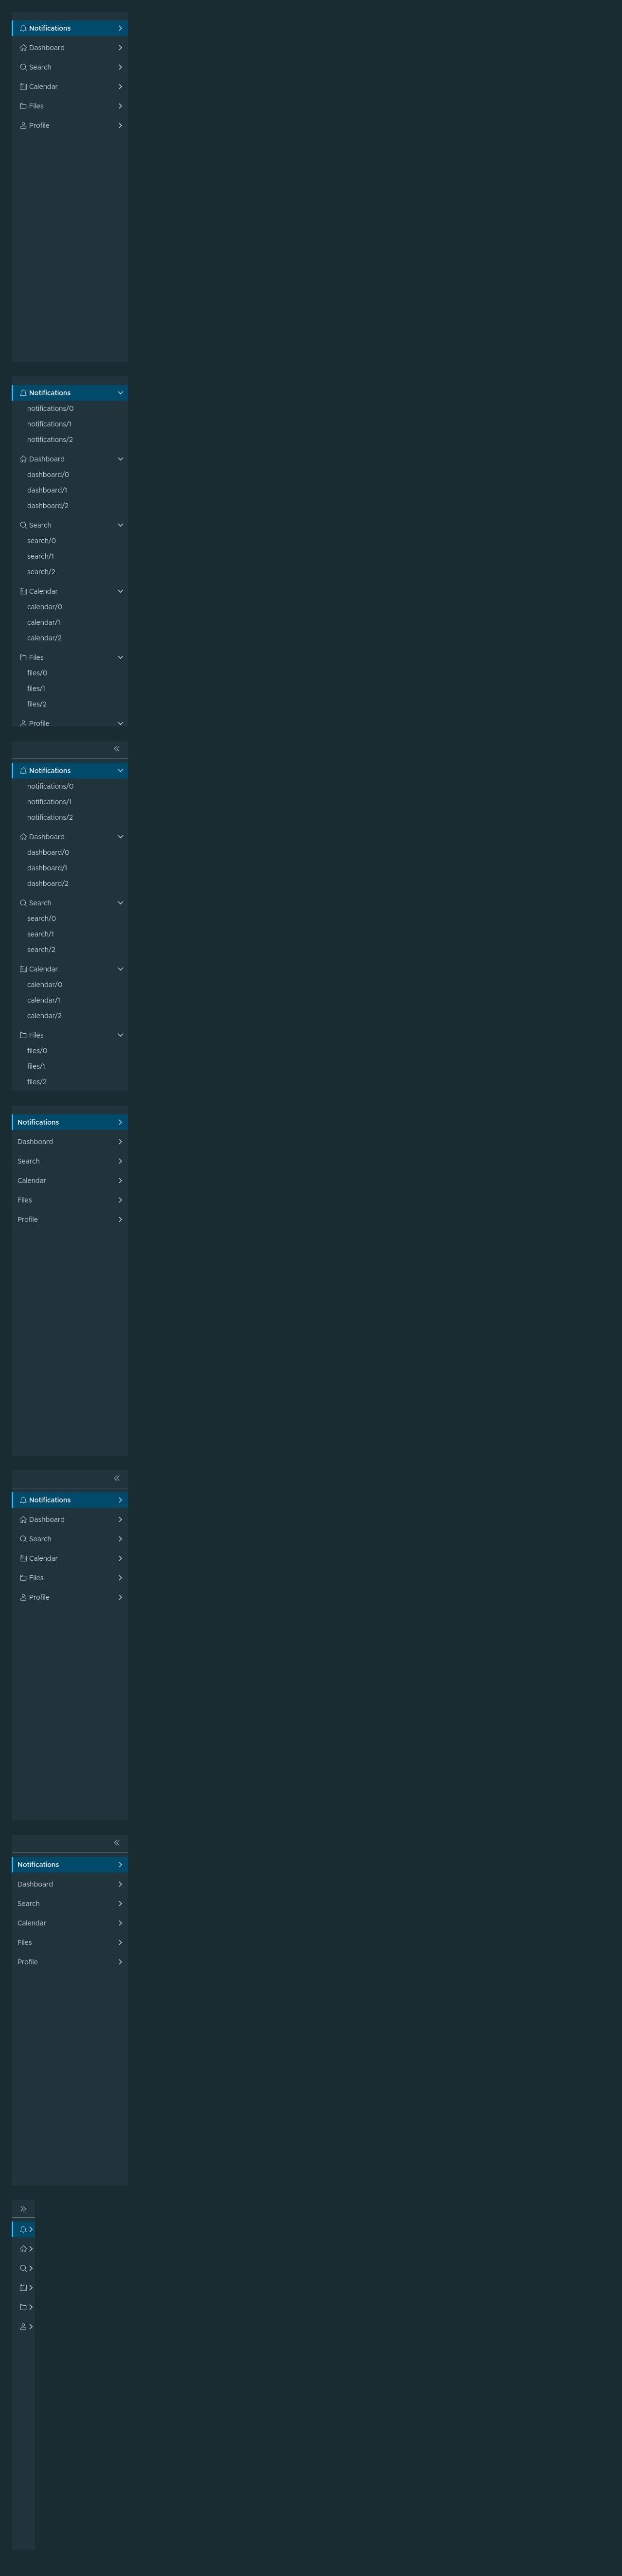 Notifications
Dashboard
Search
Calendar
Files
Profile
Notifications
notifications/0
notifications/1
notifications/2
Dashboard
dashboard/0
dashboard/1
dashboard/2
Search
search/0
search/1
search/2
Calendar
calendar/0
calendar/1
calendar/2
Files
files/0
files/1
files/2
Profile
Notifications
notifications/0
notifications/1
notifications/2
Dashboard
dashboard/0
dashboard/1
dashboard/2
Search
search/0
search/1
search/2
Calendar
calendar/0
calendar/1
calendar/2
Files
files/0
files/1
files/2
Notifications
Dashboard
Search
Calendar
Files
Profile
Notifications
Dashboard
Search
Calendar
Files
Profile
Notifications
Dashboard
Search
Calendar
Files
Profile